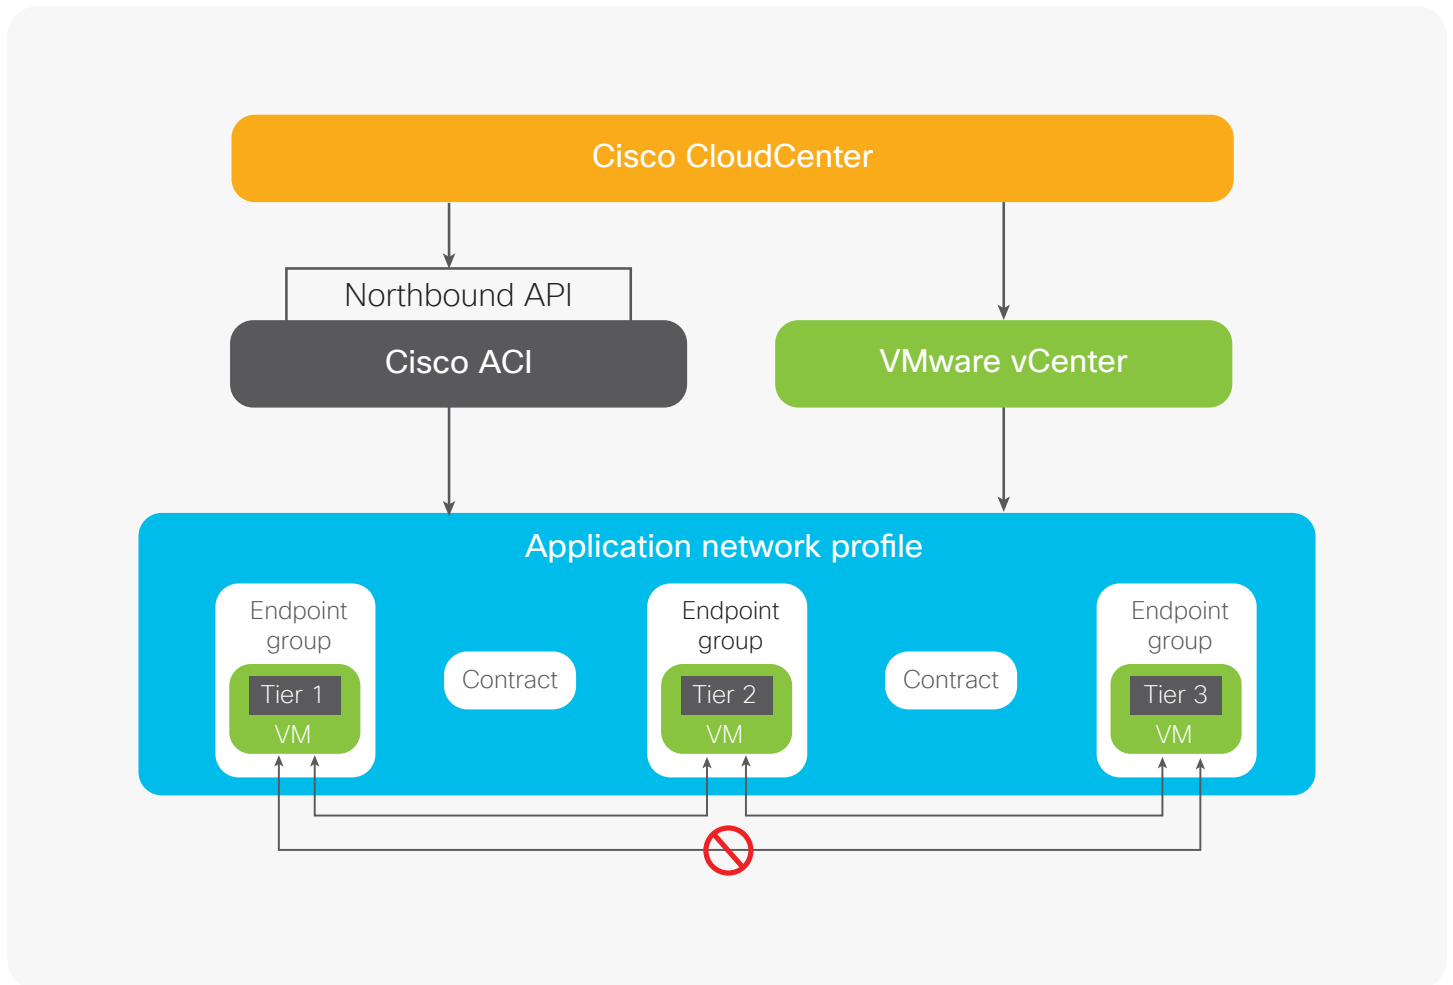 Cisco CloudCenter
Northbound API
Cisco ACI
VMware vCenter
Application network profile
Endpoint
group
Tier 1
VM
Contract
Endpoint
group
Tier 2
VM
Contract
Endpoint
group
Tier 3
VM